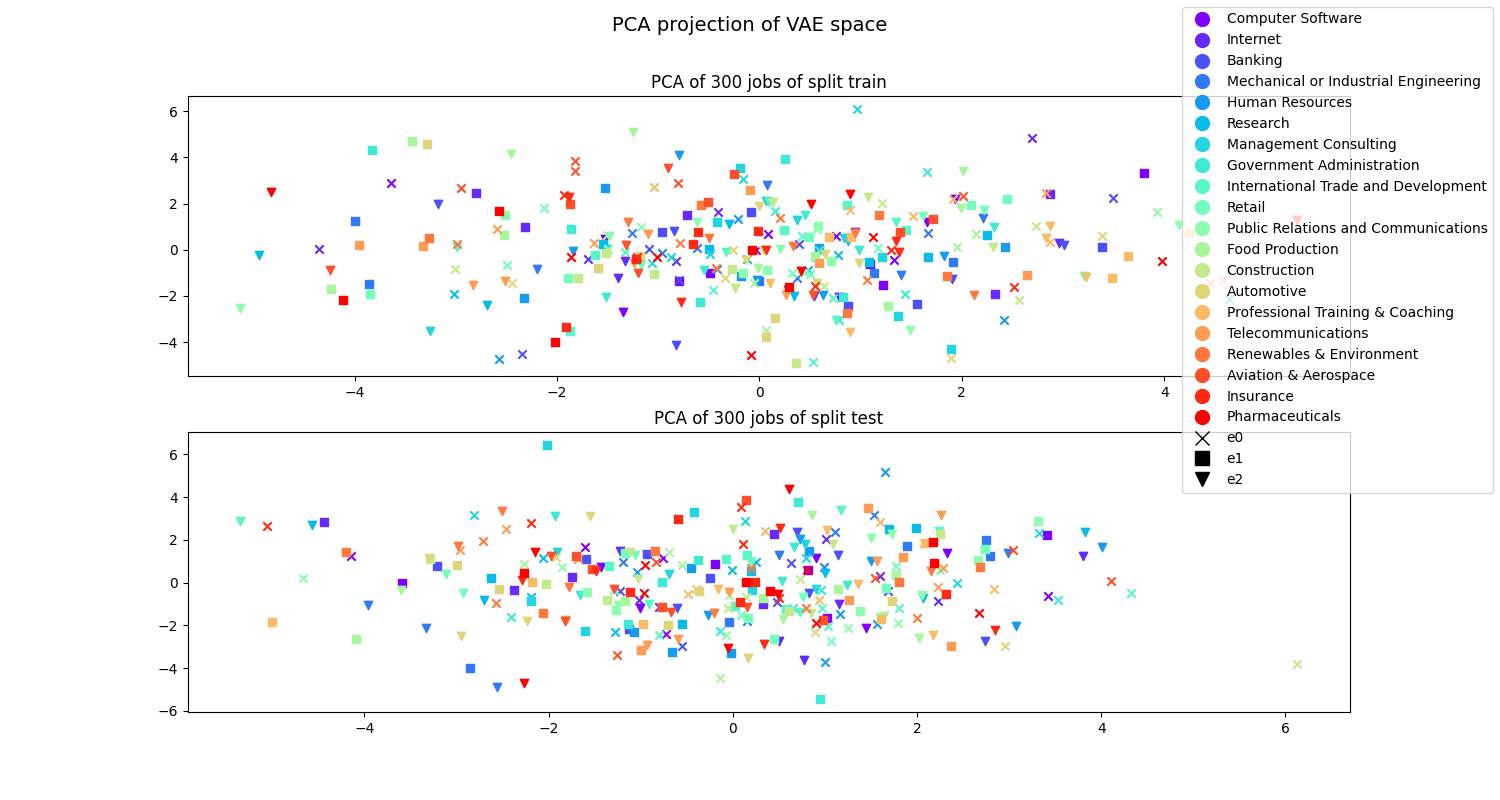 PCA projection of VAE space
PCA of 300 jobs of split train
6
4
2
0
−2
−4
−4
−2
0
2
4
PCA of 300 jobs of split test
6
4
2
0
−2
−4
−6
−4
−2
0
2
4
6
Computer Software
Internet
Banking
Mechanical or Industrial Engineering
Human Resources
Research
Management Consulting
Government Administration
International Trade and Development
Retail
Public Relations and Communications
Food Production
Construction
Automotive
Professional Training & Coaching
Telecommunications
Renewables & Environment
Aviation & Aerospace
Insurance
Pharmaceuticals
e0
e1
e2